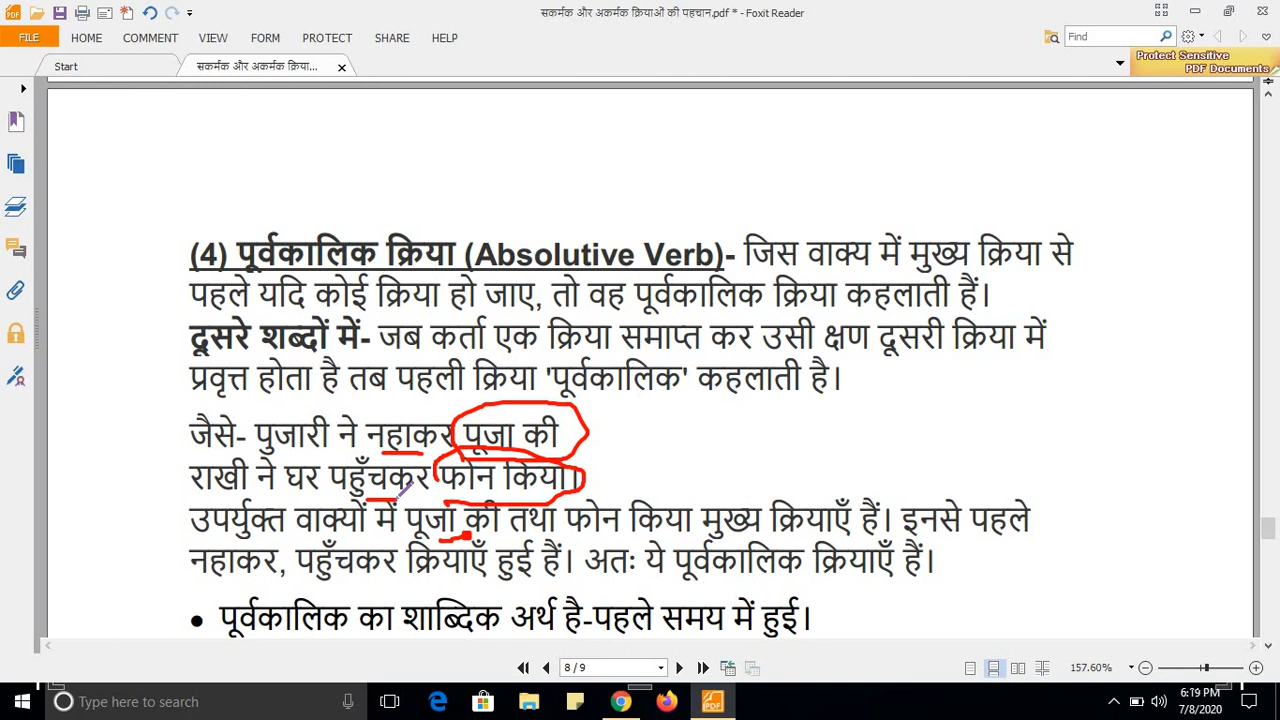 सकर्मक और अकर्मक क्रियाओं की पहचान.pdf * - Foxit Reader
FILE HOME COMMENT VIEW FORM PROTECT SHARE HELP Find
Start सकर्मक और अकर्मक क्रिया... Protect Sensitive
PDF Documents
(4) पूर्वकालिक क्रिया (Absolutive Verb)- जिस वाक्य में मुख्य क्रिया से
पहले यदि कोई क्रिया हो जाए, तो वह पूर्वकालिक क्रिया कहलाती हैं।
दूसरे शब्दों में- जब कर्ता एक क्रिया समाप्त कर उसी क्षण दूसरी क्रिया में
प्रवृत्त होता है तब पहली क्रिया 'पूर्वकालिक' कहलाती है।
जैसे- पुजारी ने नहाकर पूजा की
राखी ने घर पहुँचकर फोन किया।
उपर्युक्त वाक्यों में पूजा की तथा फोन किया मुख्य क्रियाएँ हैं। इनसे पहले
नहाकर, पहुँचकर क्रियाएँ हुई हैं। अतः ये पूर्वकालिक क्रियाएँ हैं।
• पूर्वकालिक का शाब्दिक अर्थ है-पहले समय में हुई।
8 / 9 157.60%
Type here to search 6:19 PM
7/8/2020